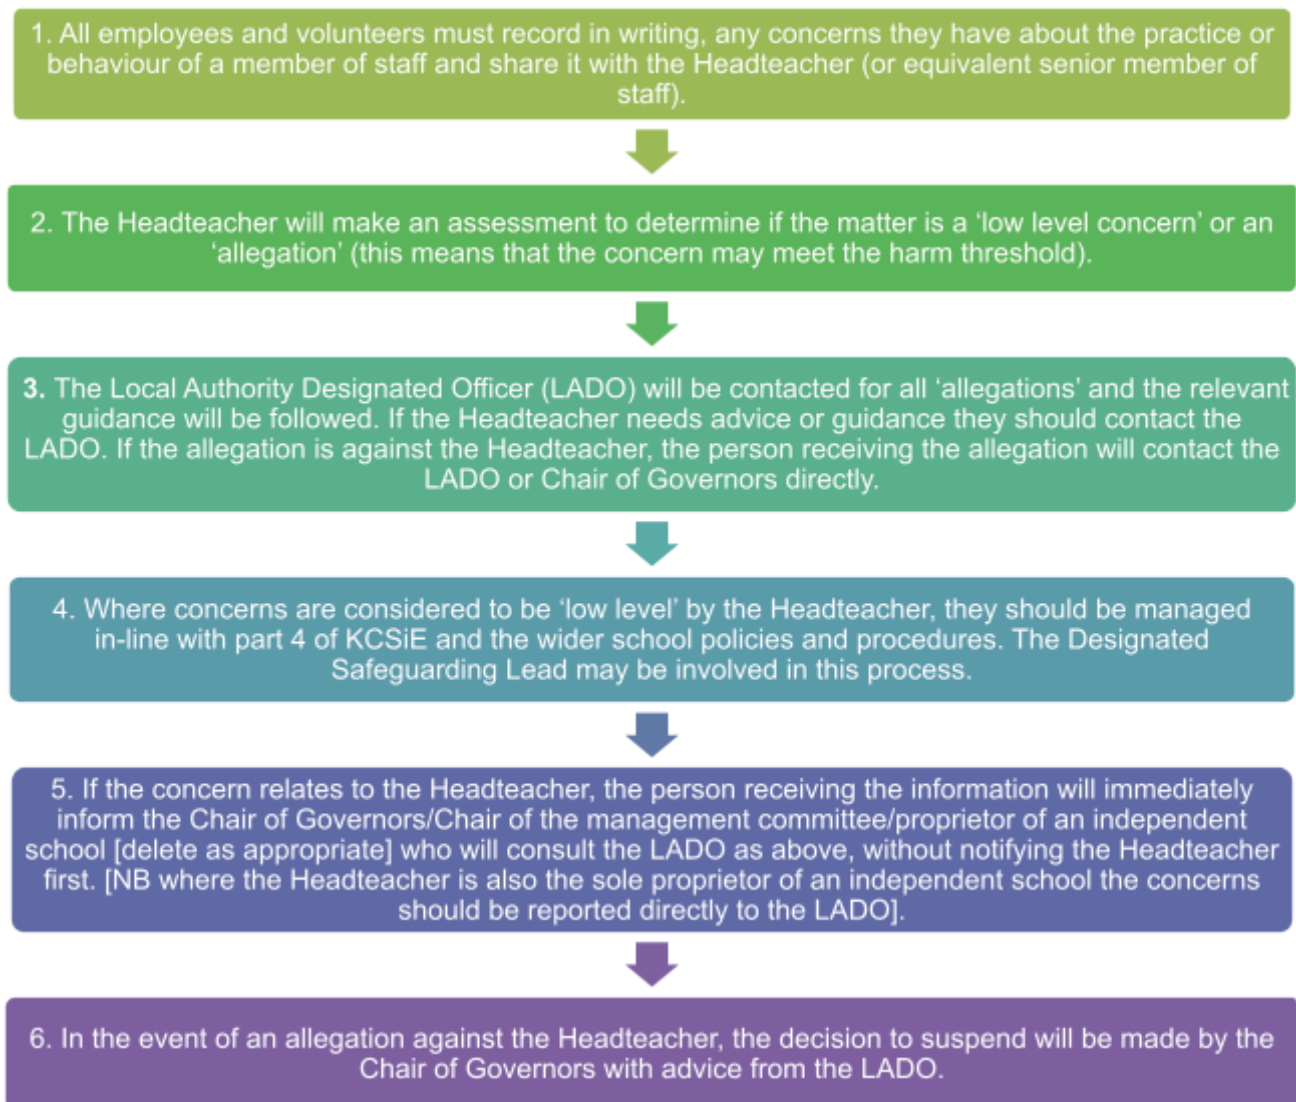 1. All employees and volunteers must record in writing, any concerns they have about the practice or
behaviour of a member of staff and share it with the Headteacher (or equivalent senior member of
staff).
2. The Headteacher will make an assessment to determine if the matter is a ‘low level concern’ or an
‘allegation’ (this means that the concern may meet the harm threshold).
3. The Local Authority Designated Officer (LADO) will be contacted for all ‘allegations’ and the relevant
guidance will be followed. If the Headteacher needs advice or guidance they should contact the
LADO. If the allegation is against the Headteacher, the person receiving the allegation will contact the
LADO or Chair of Governors directly.
4. Where concerns are considered to be ‘low level’ by the Headteacher, they should be managed
in-line with part 4 of KCSiE and the wider school policies and procedures. The Designated
Safeguarding Lead may be involved in this process.
5. If the concern relates to the Headteacher, the person receiving the information will immediately
inform the Chair of Governors/Chair of the management committee/proprietor of an independent
school [delete as appropriate] who will consult the LADO as above, without notifying the Headteacher
first. [NB where the Headteacher is also the sole proprietor of an independent school the concerns
should be reported directly to the LADO].
6. In the event of an allegation against the Headteacher, the decision to suspend will be made by the
Chair of Governors with advice from the LADO.